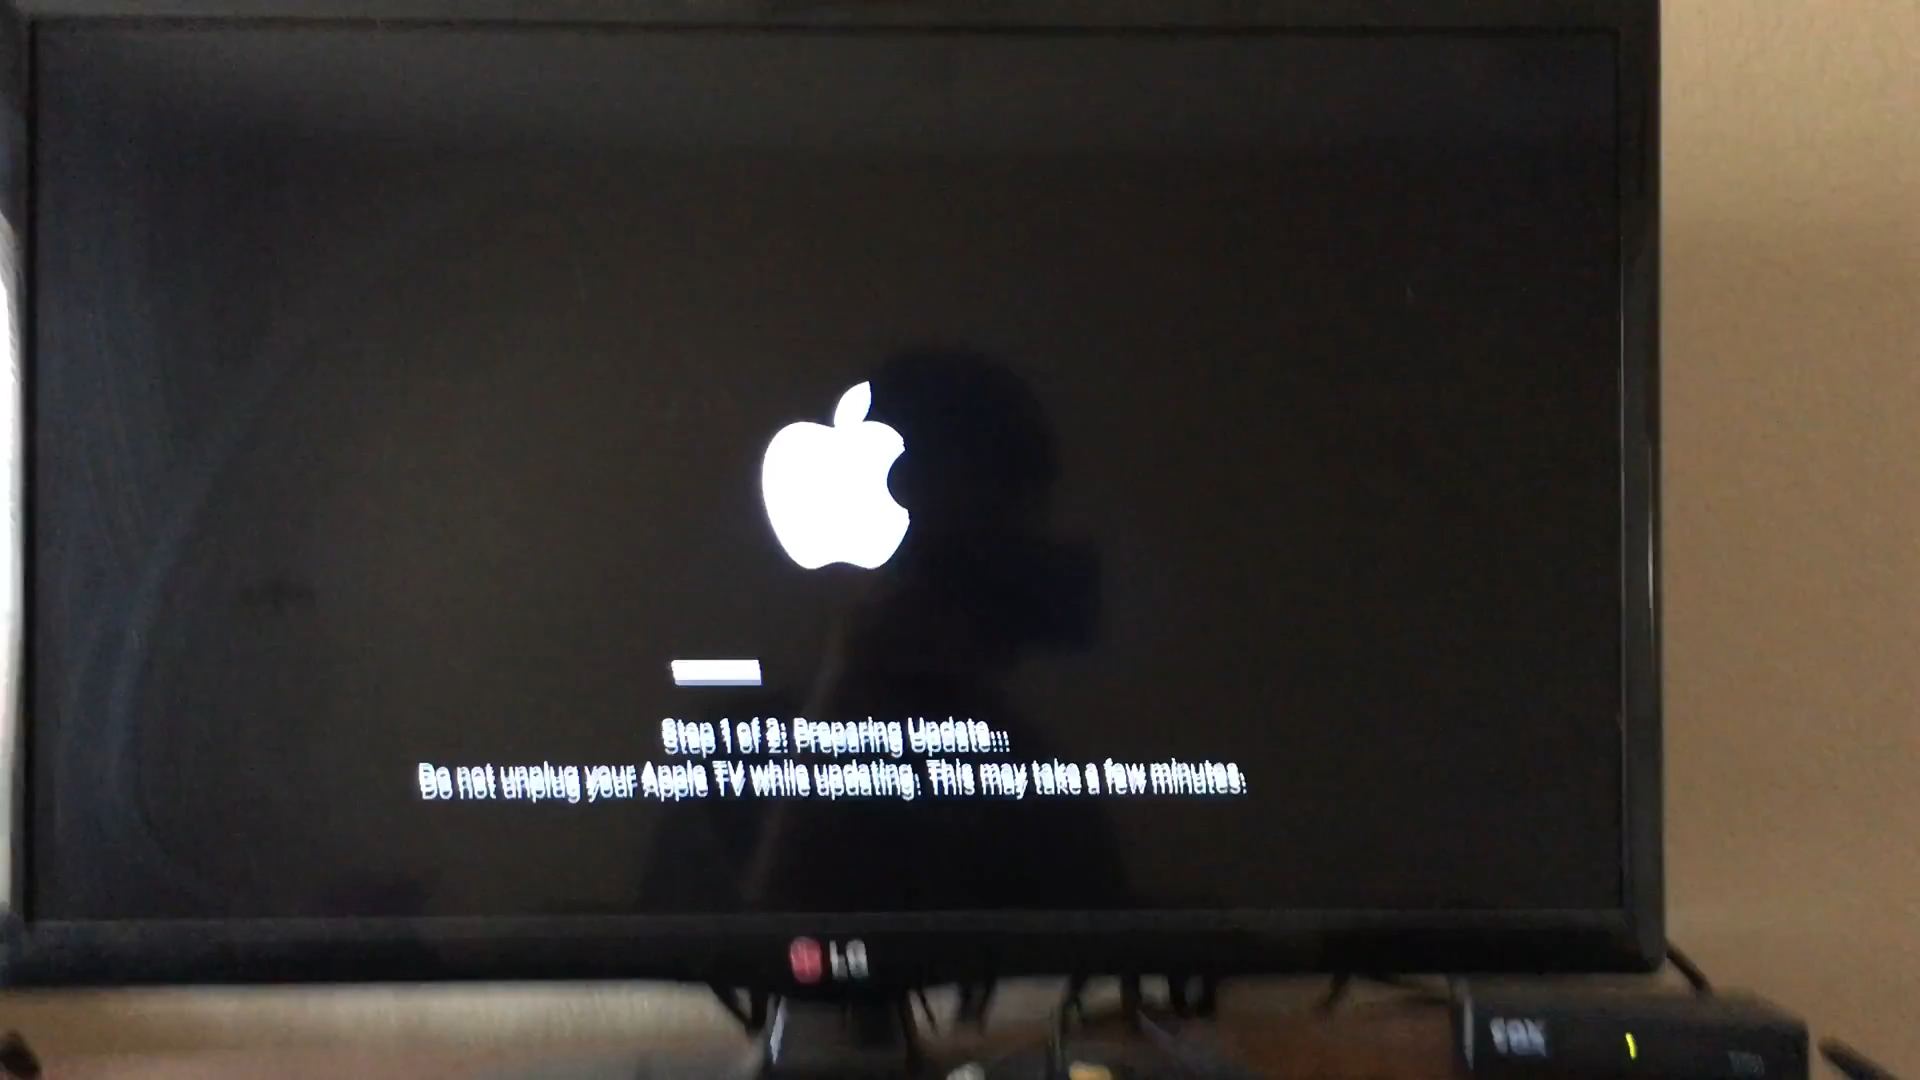 Step 1 of 2: Preparing Update...
Do not unplug your Apple TV while updating. This may take a few minutes.
LG